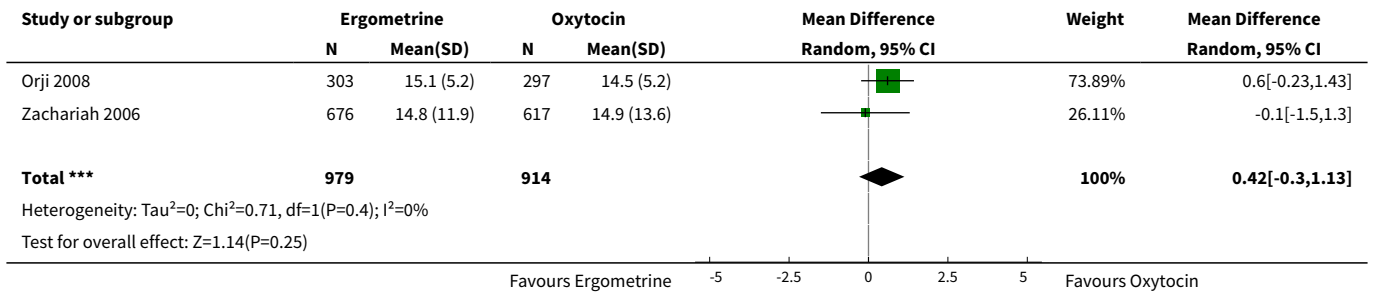 Study or subgroup Ergometrine Oxytocin Mean Difference Weight Mean Difference
N Mean(SD) N Mean(SD) Random, 95% CI Random, 95% CI
Orji 2008 303 15.1 (5.2) 297 14.5 (5.2) 73.89% 0.6[-0.23,1.43]
Zachariah 2006 676 14.8 (11.9) 617 14.9 (13.6) 26.11% -0.1[-1.5,1.3]
Total *** 979 914 100% 0.42[-0.3,1.13]
Heterogeneity: Tau²=0; Chi²=0.71, df=1(P=0.4); I²=0%
Test for overall effect: Z=1.14(P=0.25)
Favours Ergometrine -5 -2.5 0 2.5 5 Favours Oxytocin